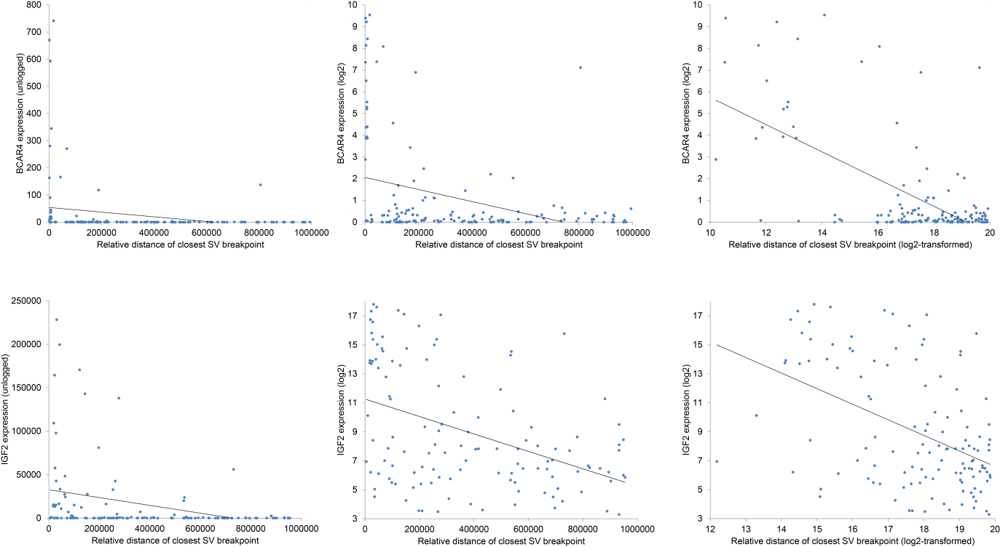 BCAR4 expression (unlogged)
800
700
600
500
400
300
200
100
0
0 200000 400000 600000 800000 1000000
Relative distance of closest SV breakpoint
BCAR4 expression (log2)
10
9
8
7
6
5
4
3
2
1
0
0 200000 400000 600000 800000 1000000
Relative distance of closest SV breakpoint
BCAR4 expression (log2)
10
9
8
7
6
5
4
3
2
1
0
10 12 14 16 18 20
Relative distance of closest SV breakpoint (log2-transformed)
IGF2 expression (unlogged)
250000
200000
150000
100000
50000
0
0 200000 400000 600000 800000 1000000
Relative distance of closest SV breakpoint
IGF2 expression (log2)
17
15
13
11
9
7
5
3
0 200000 400000 600000 800000 1000000
Relative distance of closest SV breakpoint
IGF2 expression (log2)
17
15
13
11
9
7
5
3
12 13 14 15 16 17 18 19 20
Relative distance of closest SV breakpoint (log2-transformed)